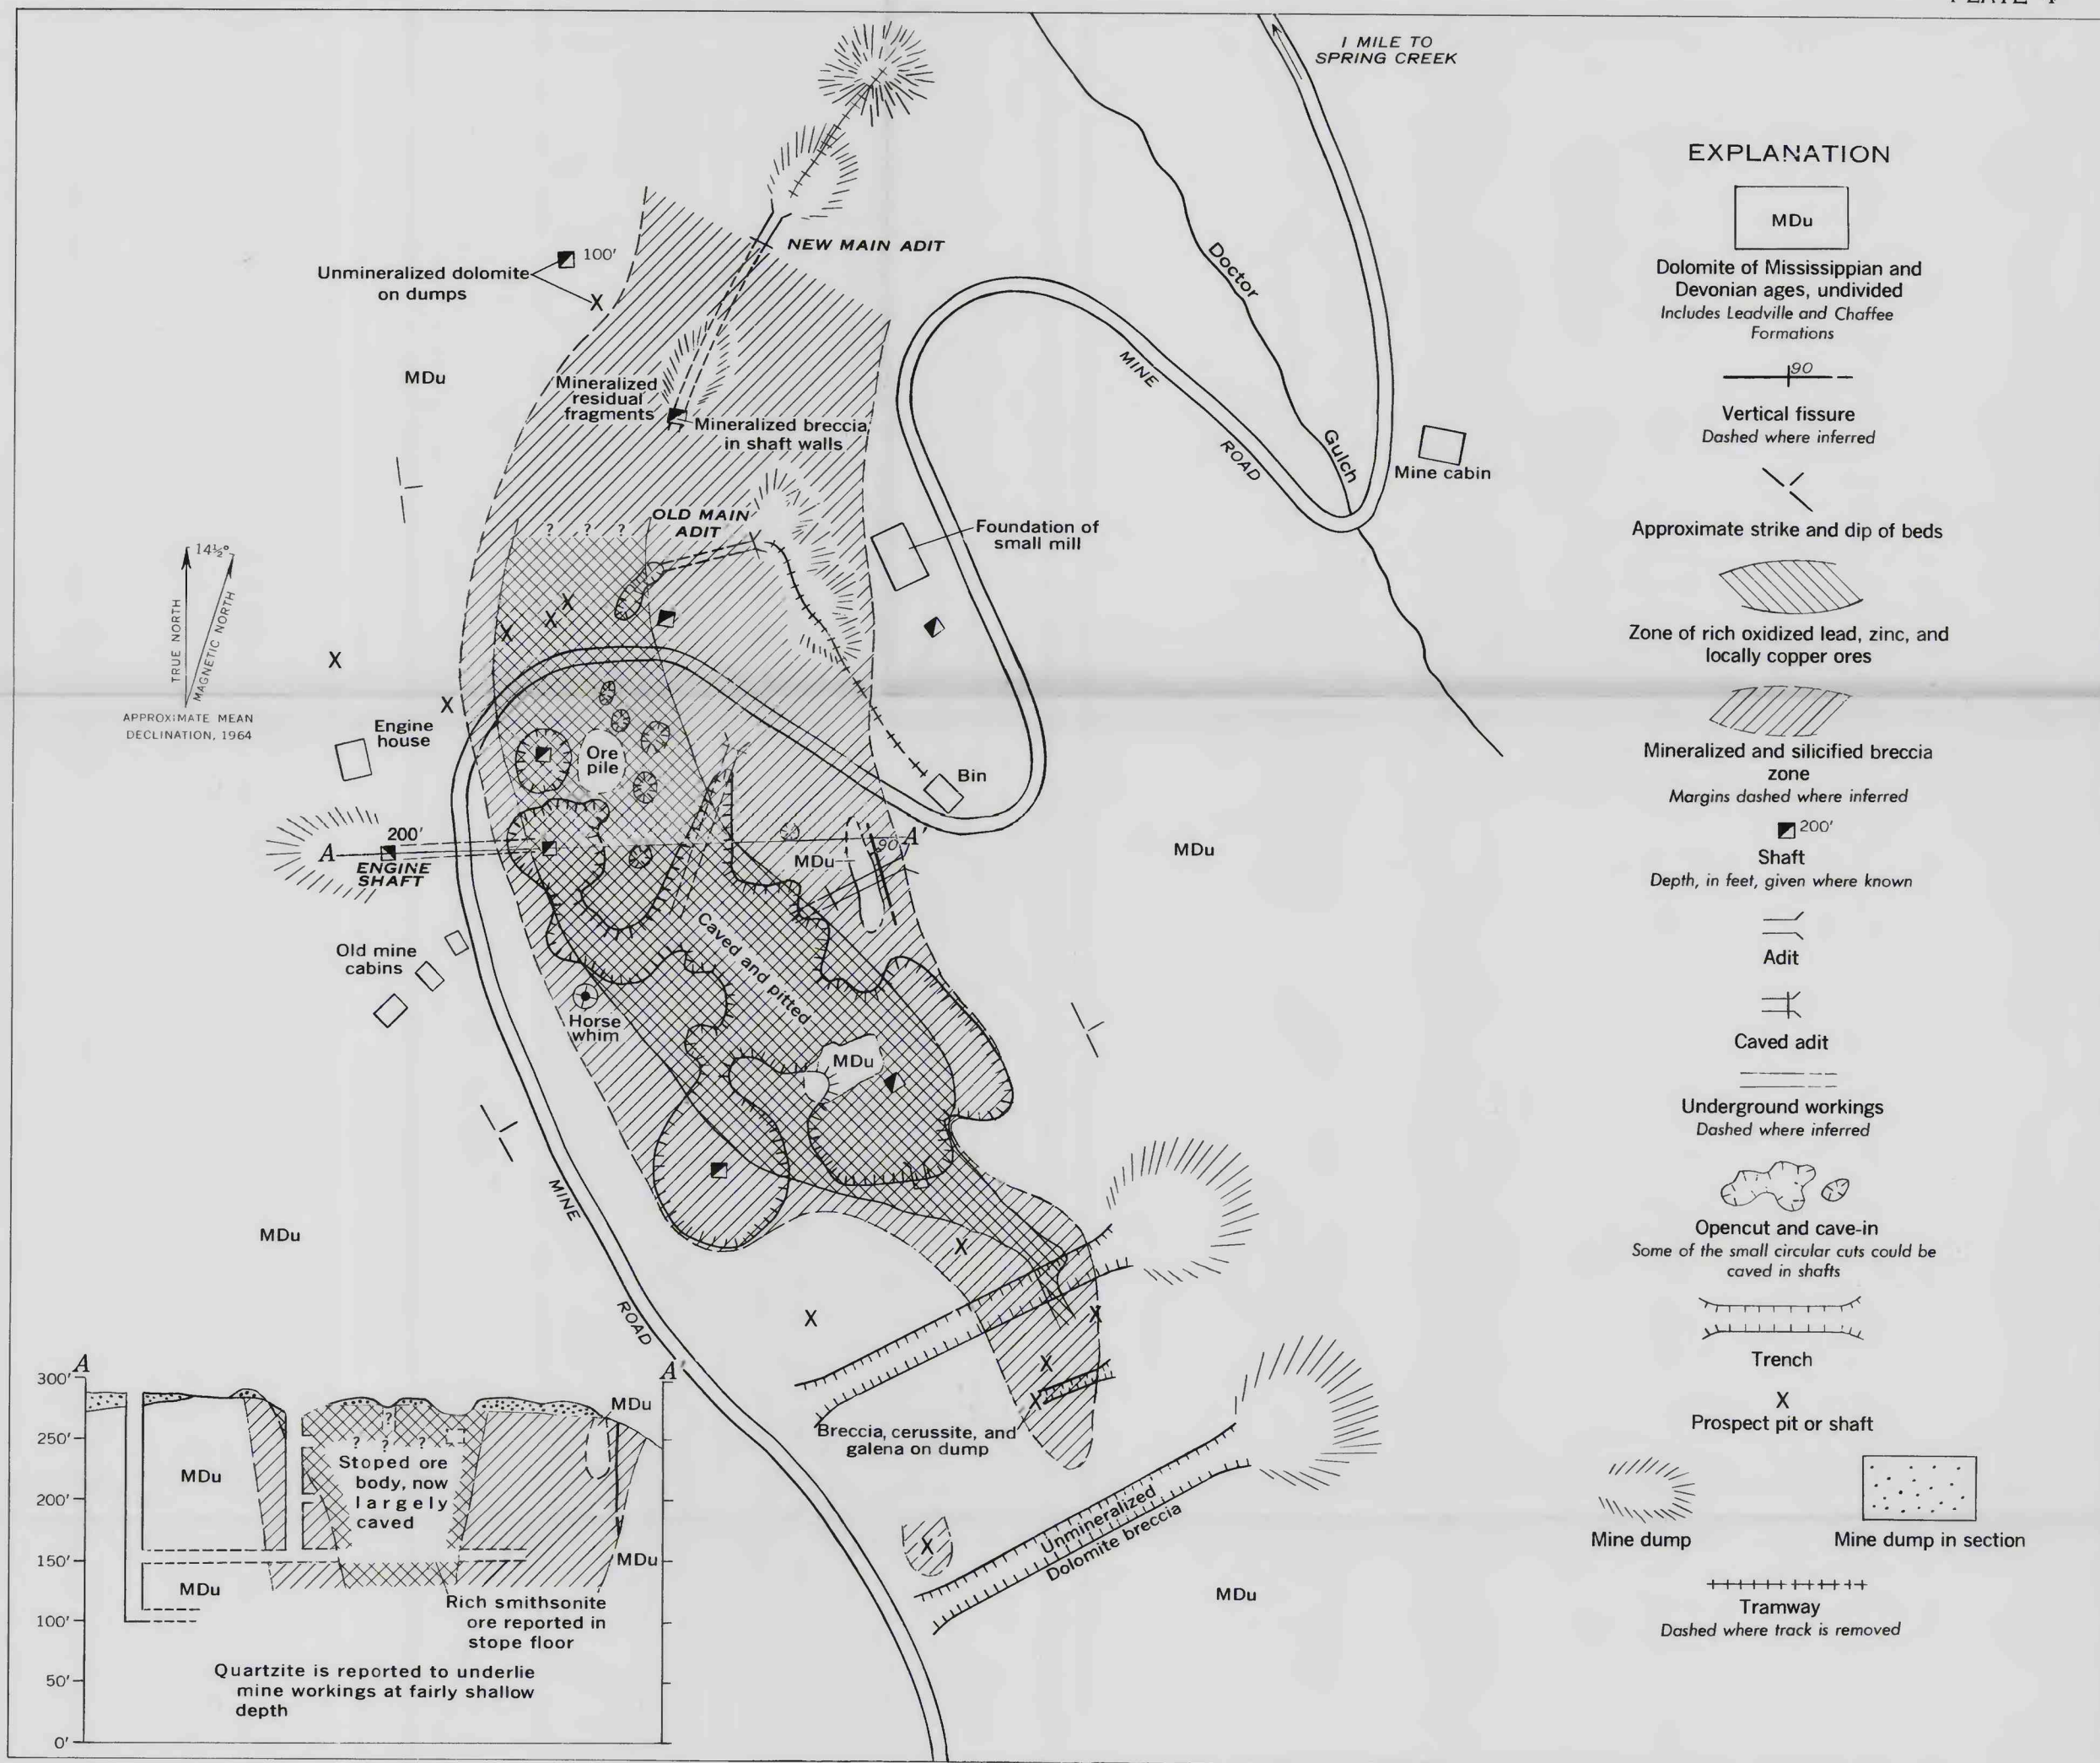 1 MILE TO
SPRING CREEK
NEW MAIN ADIT
100'
Unmineralized dolomite
on dumps
X
MDu
Mineralized
residual
fragments
Mineralized breccia
in shaft walls
Doctor
Gulch
MINE
ROAD
Mine cabin
OLD MAIN
ADIT
? ? ?
Foundation of
small mill
X
X
X
X
X
14½°
TRUE NORTH
MAGNETIC NORTH
APPROXIMATE MEAN
DECLINATION, 1964
Engine
house
Ore
pile
Bin
200'
A
A'
ENGINE
SHAFT
MDu
90
MDu
Old mine
cabins
Caved and pitted
Horse
whim
MDu
MINE
ROAD
MDu
X
X
X
X
X
Breccia, cerussite, and
galena on dump
X
Unmineralized
Dolomite breccia
MDu
A
A'
300'
250'
200'
150'
100'
50'
0'
MDu
?
? ? ?
Stoped ore
body, now
largely
caved
MDu
MDu
MDu
Rich smithsonite
ore reported in
stope floor
Quartzite is reported to underlie
mine workings at fairly shallow
depth
EXPLANATION
MDu
Dolomite of Mississippian and
Devonian ages, undivided
Includes Leadville and Chaffee
Formations
90
Vertical fissure
Dashed where inferred
Approximate strike and dip of beds
Zone of rich oxidized lead, zinc, and
locally copper ores
Mineralized and silicified breccia
zone
Margins dashed where inferred
200'
Shaft
Depth, in feet, given where known
Adit
Caved adit
Underground workings
Dashed where inferred
Opencut and cave-in
Some of the small circular cuts could be
caved in shafts
Trench
X
Prospect pit or shaft
Mine dump
Mine dump in section
Tramway
Dashed where track is removed